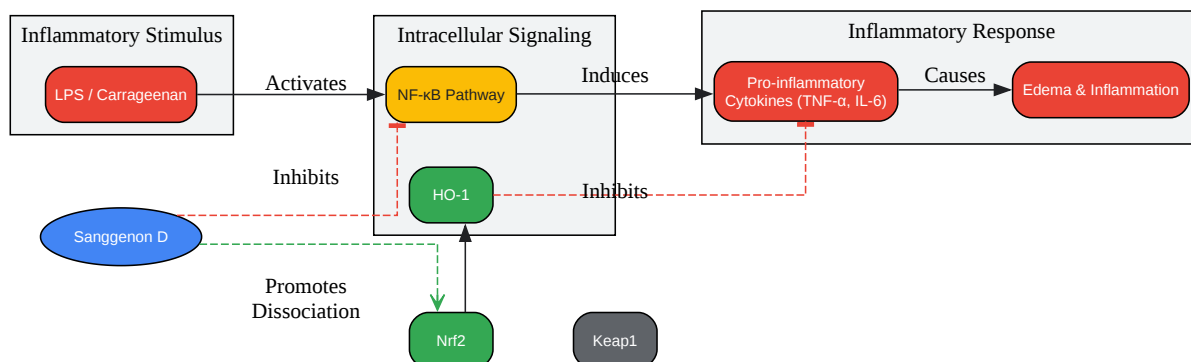 Inflammatory Stimulus
Intracellular Signaling
Inflammatory Response
LPS / Carrageenan
Activates
NF-κB Pathway
Induces
Pro-inflammatory
Cytokines (TNF-α, IL-6)
Causes
Edema & Inflammation
Inhibits
HO-1
Inhibits
Sanggenon D
Promotes
Dissociation
Nrf2
Keap1